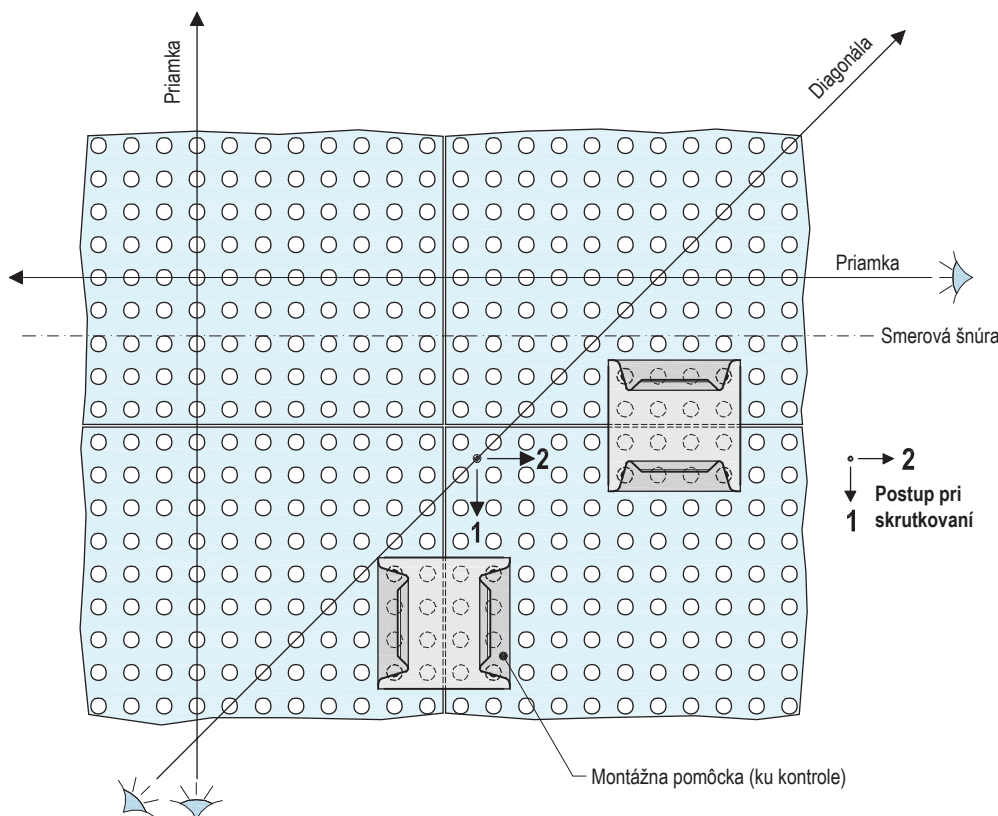 Priamka
Diagonála
Priamka
Smerová šnúra
2
1
2
1
Postup pri
skrutkovaní
Montážna pomôcka (ku kontrole)